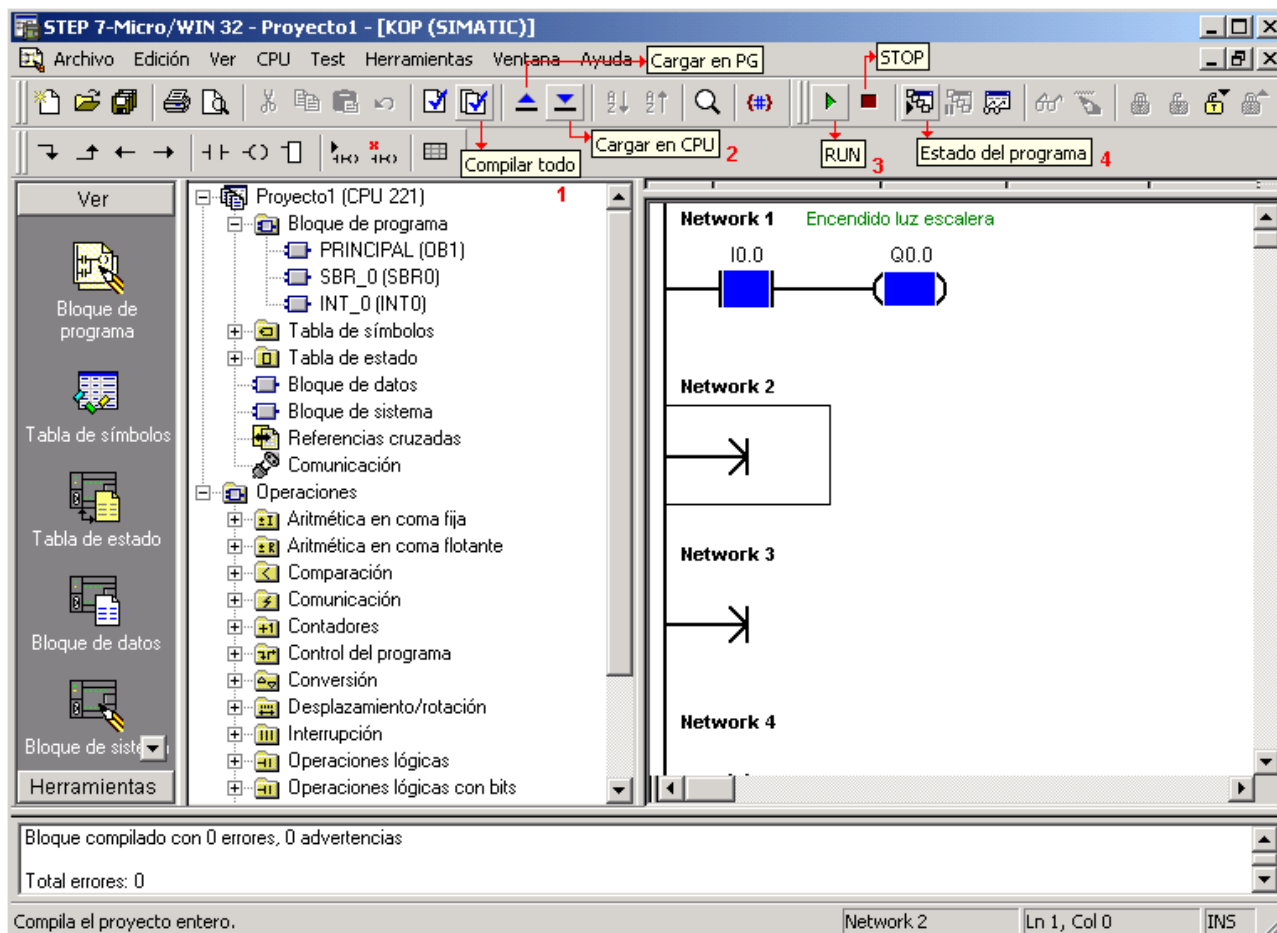 STEP 7-Micro/WIN 32 - Proyecto1 - [KOP (SIMATIC)]
Archivo Edición Ver CPU Test Herramientas Ventana Ayuda
Cargar en PG
STOP
Compilar todo
1
Cargar en CPU
2
RUN
3
Estado del programa
4
Ver
Bloque de
programa
Tabla de símbolos
Tabla de estado
Bloque de datos
Bloque de siste
Herramientas
Proyecto1 (CPU 221)
Bloque de programa
PRINCIPAL (OB1)
SBR_0 (SBR0)
INT_0 (INT0)
Tabla de símbolos
Tabla de estado
Bloque de datos
Bloque de sistema
Referencias cruzadas
Comunicación
Operaciones
Aritmética en coma fija
Aritmética en coma flotante
Comparación
Comunicación
Contadores
Control del programa
Conversión
Desplazamiento/rotación
Interrupción
Operaciones lógicas
Operaciones lógicas con bits
Network 1 Encendido luz escalera
I0.0 Q0.0
Network 2
Network 3
Network 4
Bloque compilado con 0 errores, 0 advertencias
Total errores: 0
Compila el proyecto entero.
Network 2
Ln 1, Col 0
INS